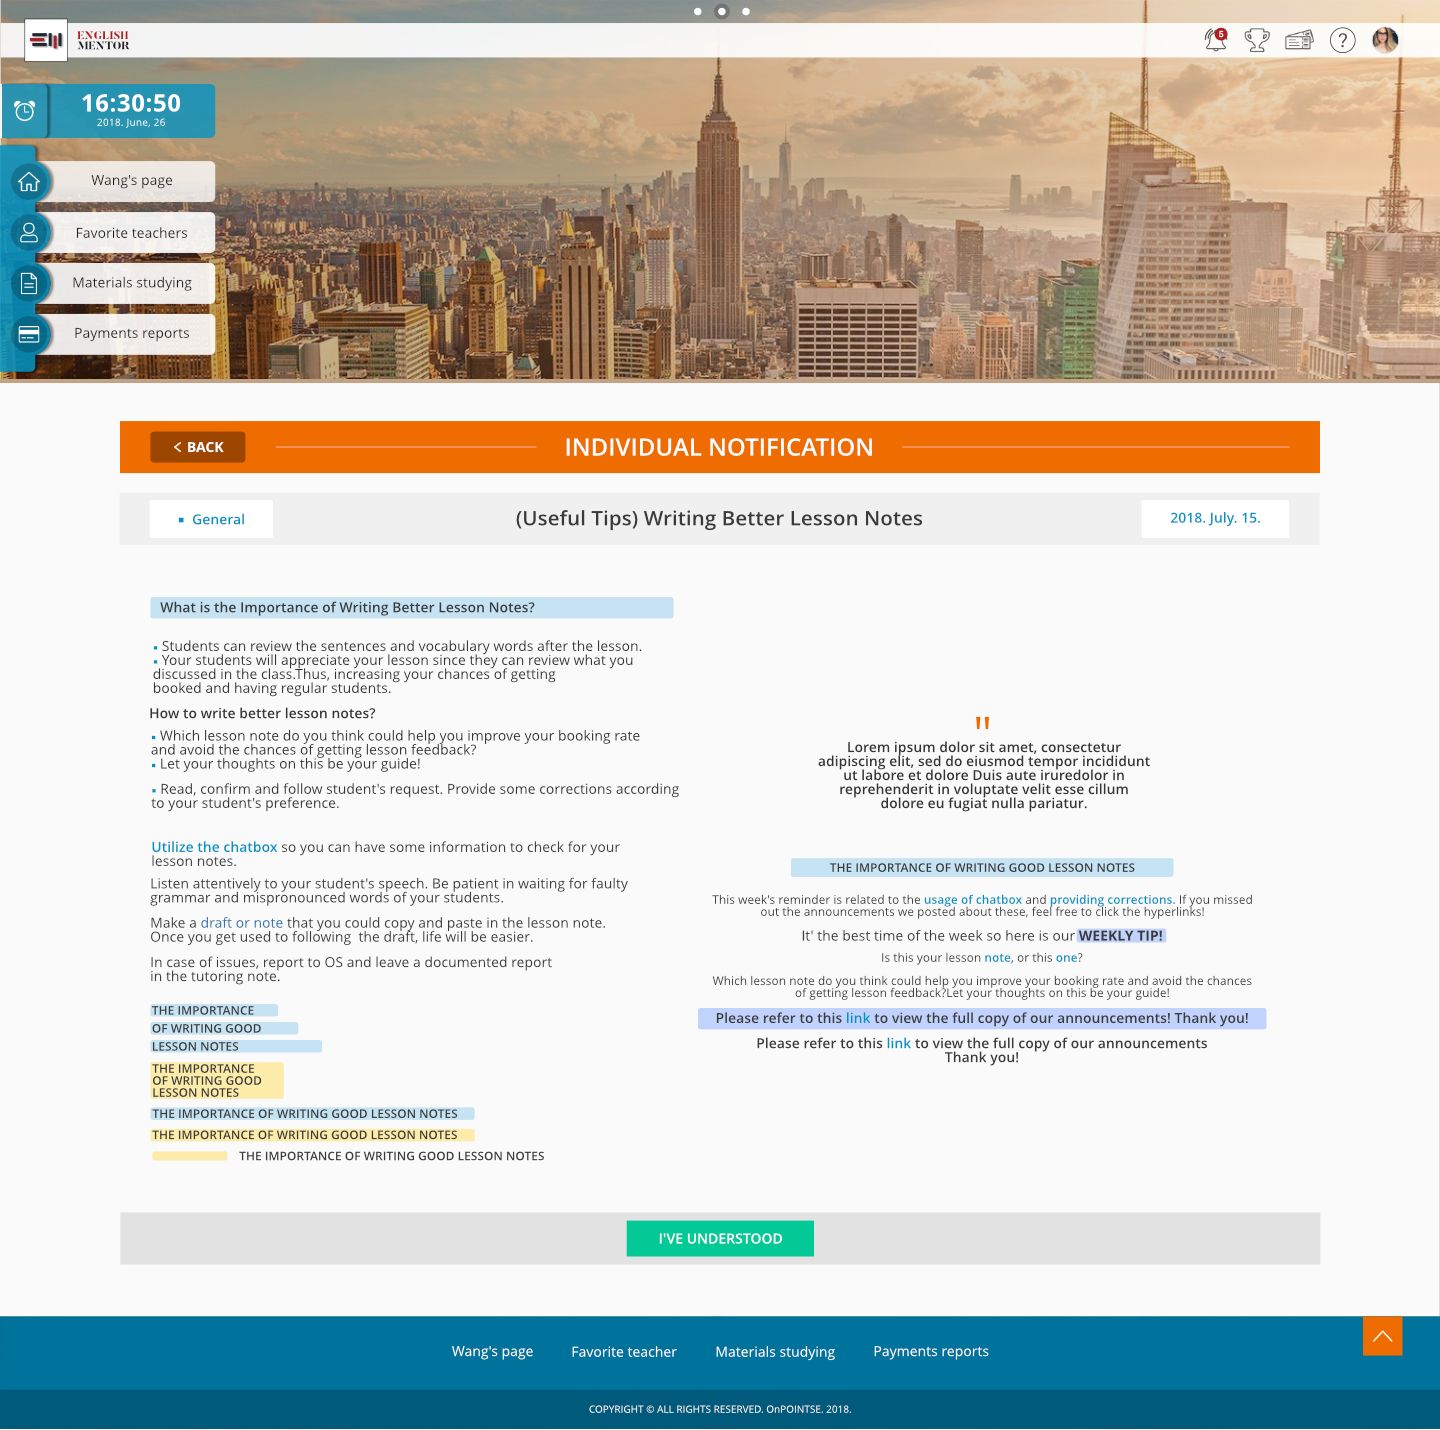 ENGLISH
MENTOR
5
?
16:30:50
2018. June, 26
Wang's page
Favorite teachers
Materials studying
Payments reports
< BACK
INDIVIDUAL NOTIFICATION
General
(Useful Tips) Writing Better Lesson Notes
2018. July. 15.
What is the Importance of Writing Better Lesson Notes?
▪ Students can review the sentences and vocabulary words after the lesson.
▪ Your students will appreciate your lesson since they can review what you
discussed in the class.Thus, increasing your chances of getting
booked and having regular students.
How to write better lesson notes?
▪ Which lesson note do you think could help you improve your booking rate
and avoid the chances of getting lesson feedback?
▪ Let your thoughts on this be your guide!
▪ Read, confirm and follow student's request. Provide some corrections according
to your student's preference.
Utilize the chatbox so you can have some information to check for your
lesson notes.
Listen attentively to your student's speech. Be patient in waiting for faulty
grammar and mispronounced words of your students.
Make a draft or note that you could copy and paste in the lesson note.
Once you get used to following the draft, life will be easier.
In case of issues, report to OS and leave a documented report
in the tutoring note.
THE IMPORTANCE
OF WRITING GOOD
LESSON NOTES
THE IMPORTANCE
OF WRITING GOOD
LESSON NOTES
THE IMPORTANCE OF WRITING GOOD LESSON NOTES
THE IMPORTANCE OF WRITING GOOD LESSON NOTES
THE IMPORTANCE OF WRITING GOOD LESSON NOTES
"
Lorem ipsum dolor sit amet, consectetur
adipiscing elit, sed do eiusmod tempor incididunt
ut labore et dolore Duis aute iruredolor in
reprehenderit in voluptate velit esse cillum
dolore eu fugiat nulla pariatur.
THE IMPORTANCE OF WRITING GOOD LESSON NOTES
This week's reminder is related to the usage of chatbox and providing corrections. If you missed
out the announcements we posted about these, feel free to click the hyperlinks!
It' the best time of the week so here is our WEEKLY TIP!
Is this your lesson note, or this one?
Which lesson note do you think could help you improve your booking rate and avoid the chances
of getting lesson feedback?Let your thoughts on this be your guide!
Please refer to this link to view the full copy of our announcements! Thank you!
Please refer to this link to view the full copy of our announcements
Thank you!
I'VE UNDERSTOOD
Wang's page
Favorite teacher
Materials studying
Payments reports
COPYRIGHT © ALL RIGHTS RESERVED. OnPOINTSE. 2018.